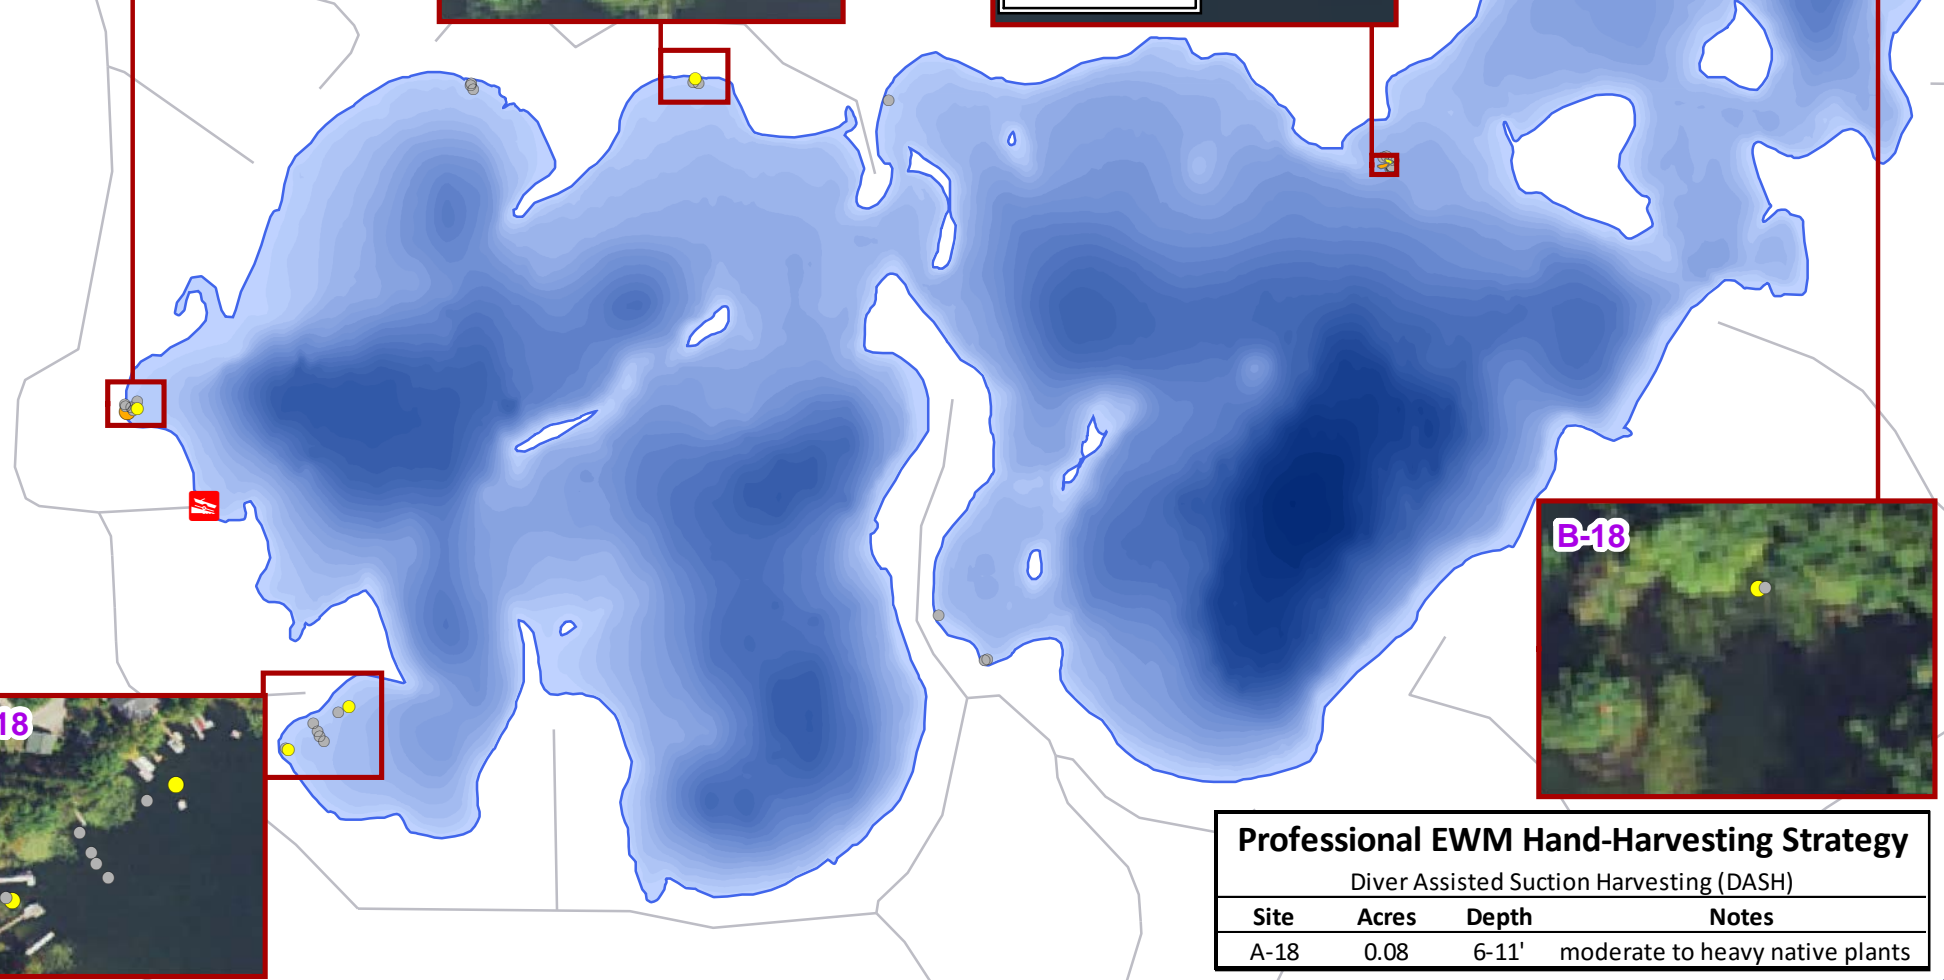 B-18
18
Professional EWM Hand-Harvesting Strategy
Diver Assisted Suction Harvesting (DASH)
Site Acres Depth Notes
A-18 0.08 6-11' moderate to heavy native plants